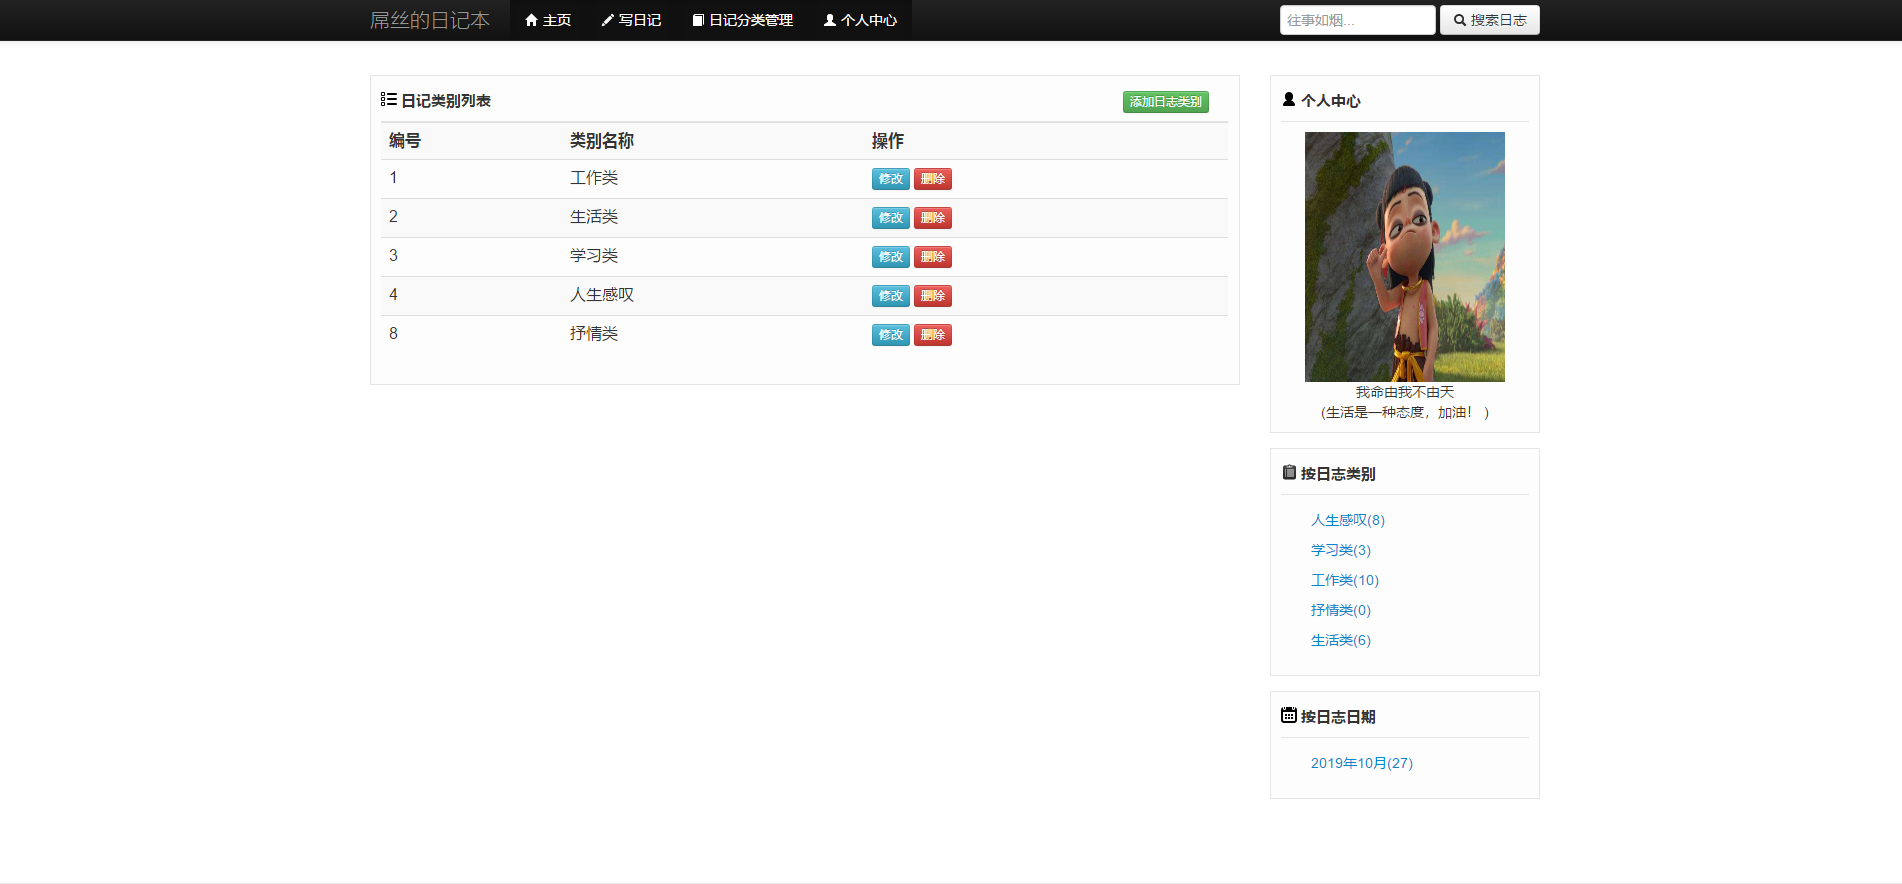 屌丝的日记本 主页 写日记 日记分类管理 个人中心 往事如烟... 搜索日志
日记类别列表 添加日志类别
编号 类别名称 操作
1 工作类 修改 删除
2 生活类 修改 删除
3 学习类 修改 删除
4 人生感叹 修改 删除
8 抒情类 修改 删除
个人中心
我命由我不由天
(生活是一种态度，加油！ )
按日志类别
人生感叹(8)
学习类(3)
工作类(10)
抒情类(0)
生活类(6)
按日志日期
2019年10月(27)